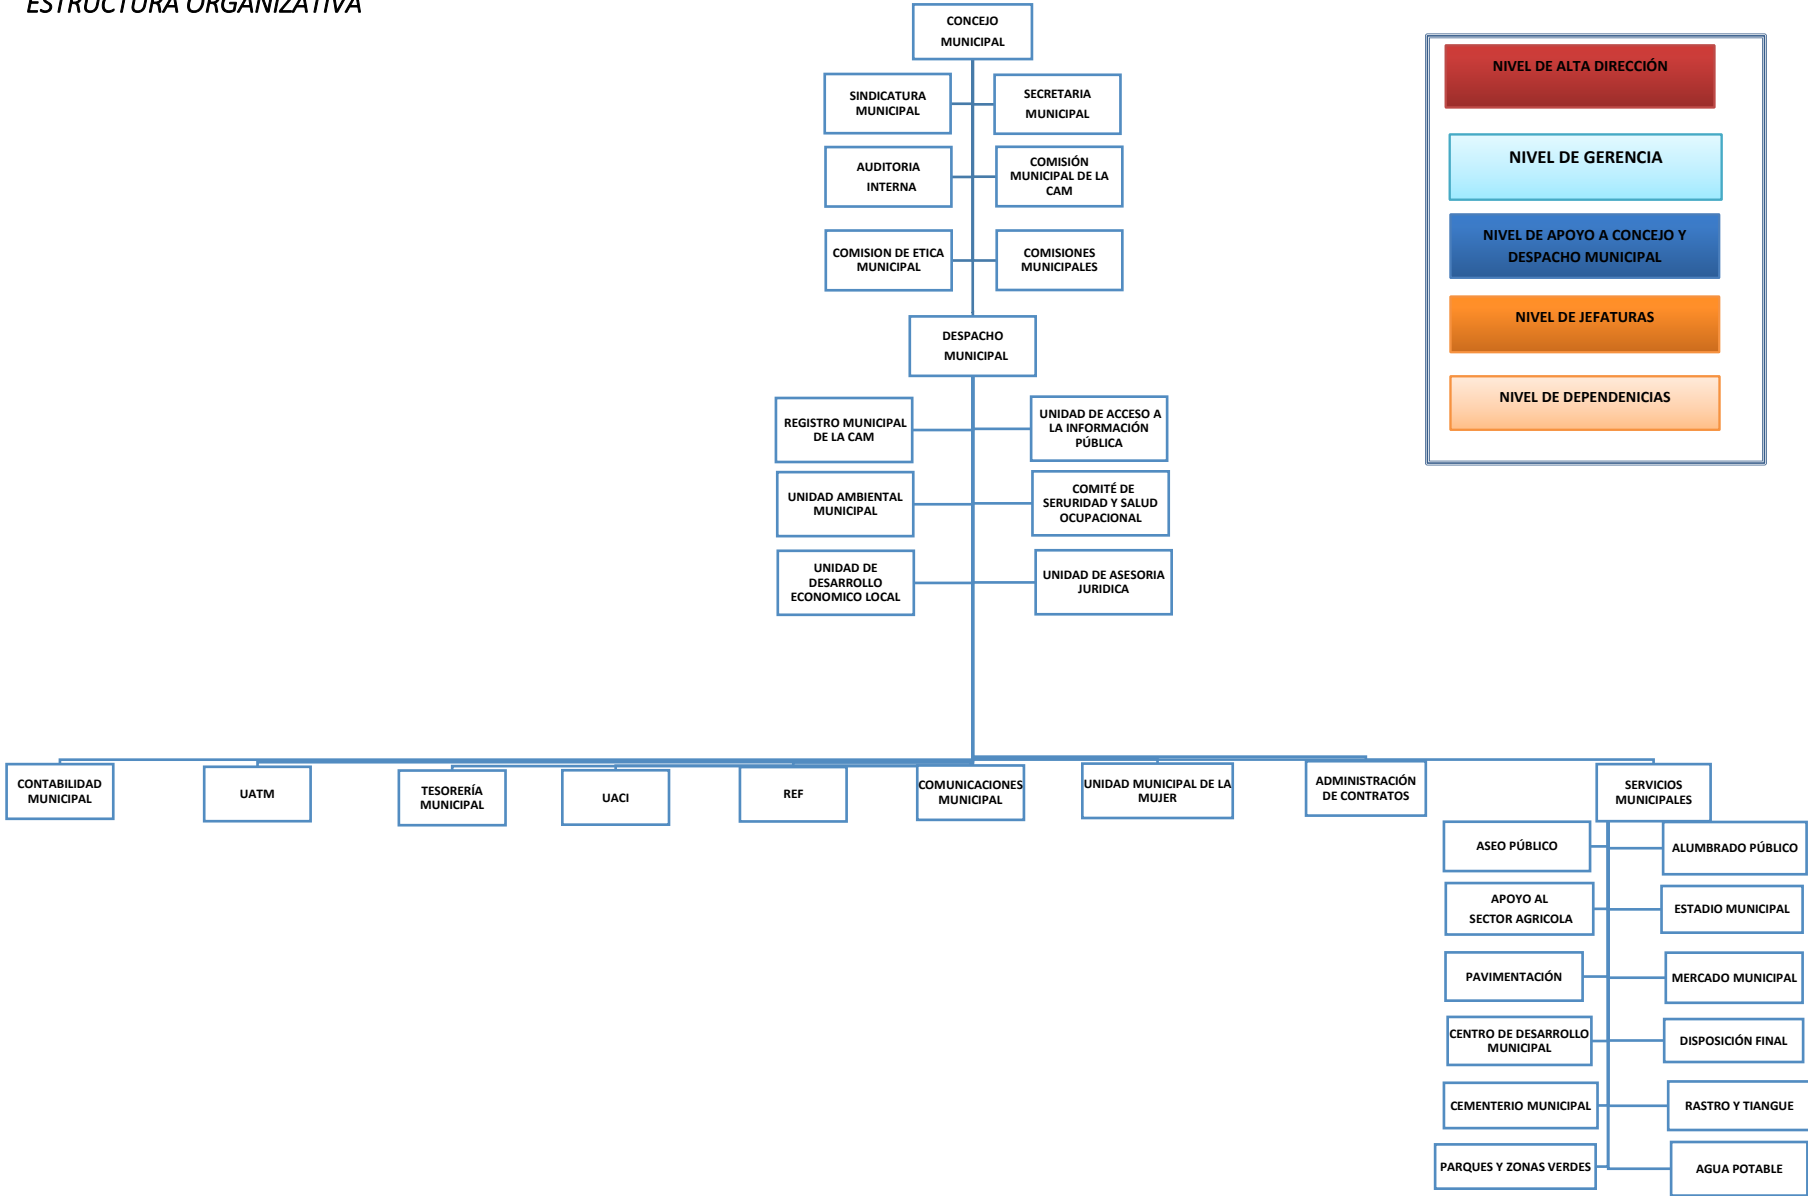 ESTRUCTURA ORGANIZATIVA
CONCEJO
MUNICIPAL
SINDICATURA
MUNICIPAL
SECRETARIA
MUNICIPAL
AUDITORIA
INTERNA
COMISIÓN
MUNICIPAL DE LA
CAM
COMISION DE ETICA
MUNICIPAL
COMISIONES
MUNICIPALES
DESPACHO
MUNICIPAL
REGISTRO MUNICIPAL
DE LA CAM
UNIDAD DE ACCESO A
LA INFORMACIÓN
PÚBLICA
UNIDAD AMBIENTAL
MUNICIPAL
COMITÉ DE
SERURIDAD Y SALUD
OCUPACIONAL
UNIDAD DE
DESARROLLO
ECONOMICO LOCAL
UNIDAD DE ASESORIA
JURIDICA
NIVEL DE ALTA DIRECCIÓN
NIVEL DE GERENCIA
NIVEL DE APOYO A CONCEJO Y
DESPACHO MUNICIPAL
NIVEL DE JEFATURAS
NIVEL DE DEPENDENICIAS
CONTABILIDAD
MUNICIPAL
UATM
TESORERÍA
MUNICIPAL
UACI
REF
COMUNICACIONES
MUNICIPAL
UNIDAD MUNICIPAL DE LA
MUJER
ADMINISTRACIÓN
DE CONTRATOS
SERVICIOS
MUNICIPALES
ASEO PÚBLICO
ALUMBRADO PÚBLICO
APOYO AL
SECTOR AGRICOLA
ESTADIO MUNICIPAL
PAVIMENTACIÓN
MERCADO MUNICIPAL
CENTRO DE DESARROLLO
MUNICIPAL
DISPOSICIÓN FINAL
CEMENTERIO MUNICIPAL
RASTRO Y TIANGUE
PARQUES Y ZONAS VERDES
AGUA POTABLE